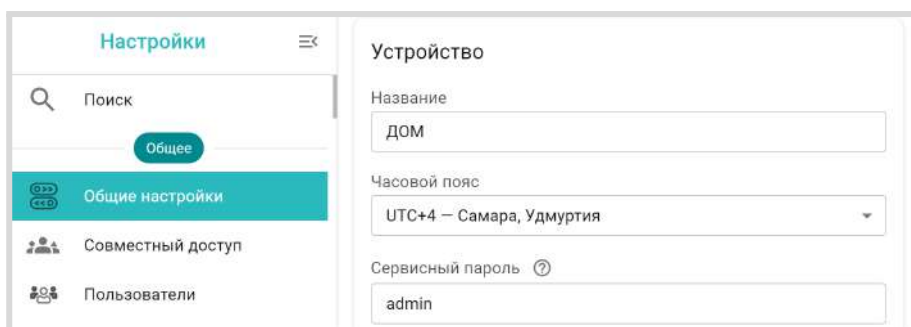 Настройки
Поиск
Общее
Общие настройки
Совместный доступ
Пользователи
Устройство
Название
ДОМ
Часовой пояс
UTC+4 — Самара, Удмуртия
Сервисный пароль
admin